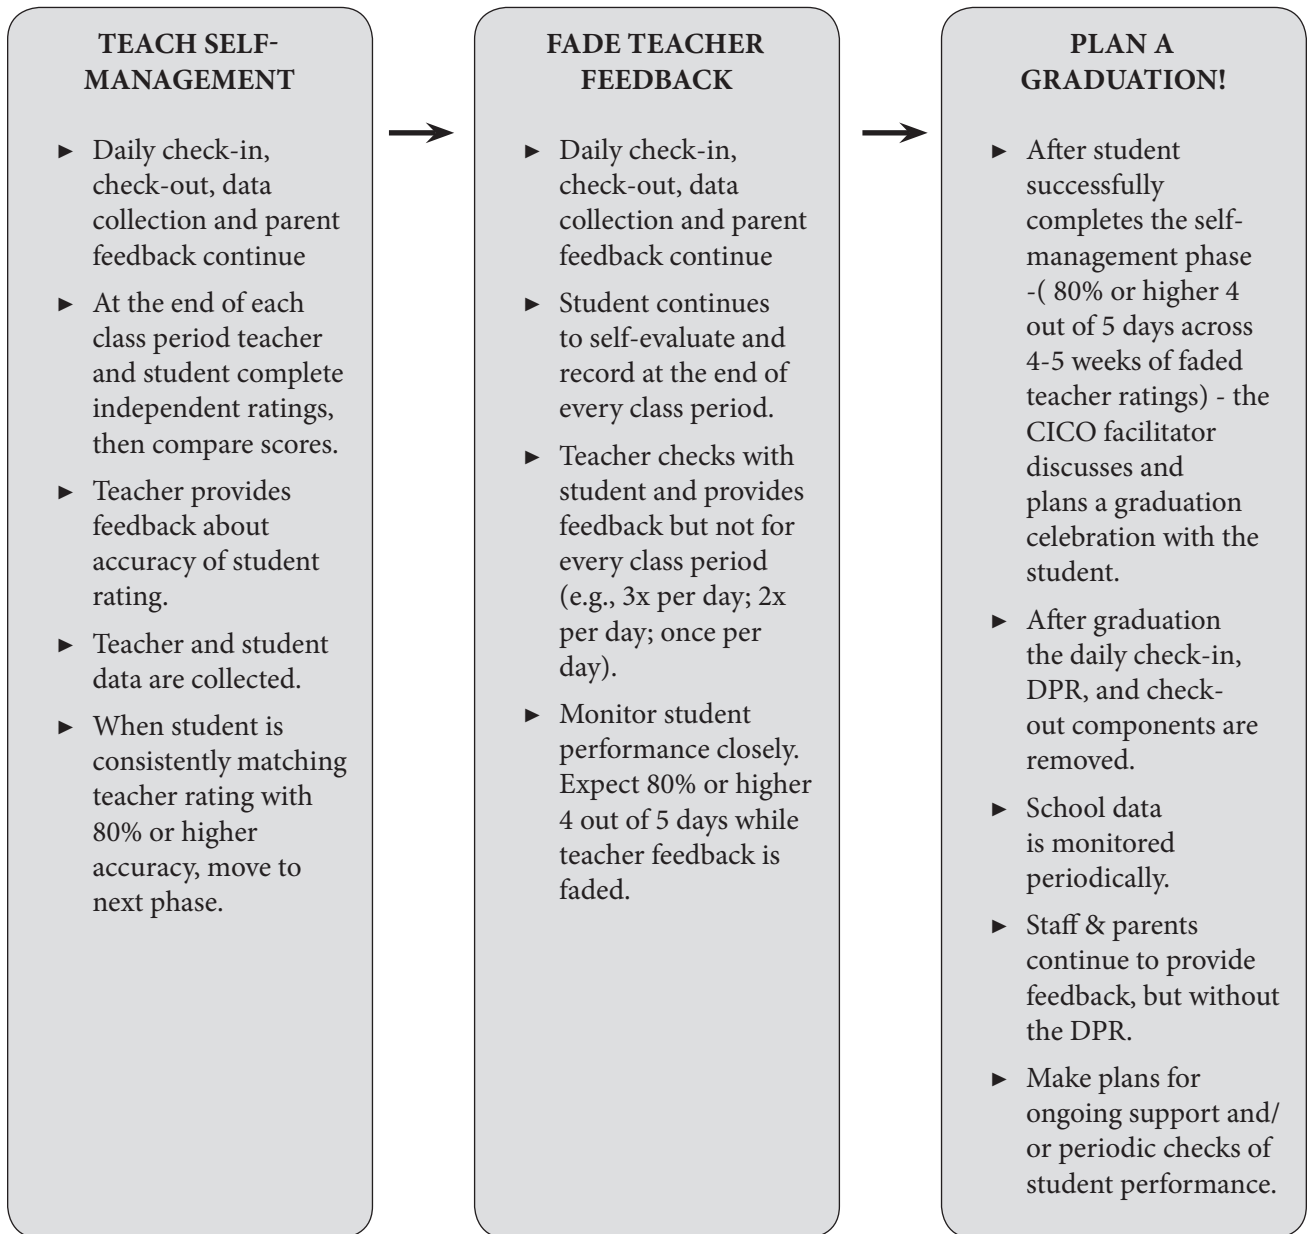 TEACH SELF-
MANAGEMENT
► Daily check-in,
check-out, data
collection and parent
feedback continue
► At the end of each
class period teacher
and student complete
independent ratings,
then compare scores.
► Teacher provides
feedback about
accuracy of student
rating.
► Teacher and student
data are collected.
► When student is
consistently matching
teacher rating with
80% or higher
accuracy, move to
next phase.
FADE TEACHER
FEEDBACK
► Daily check-in,
check-out, data
collection and parent
feedback continue
► Student continues
to self-evaluate and
record at the end of
every class period.
► Teacher checks with
student and provides
feedback but not for
every class period
(e.g., 3x per day; 2x
per day; once per
day).
► Monitor student
performance closely.
Expect 80% or higher
4 out of 5 days while
teacher feedback is
faded.
PLAN A
GRADUATION!
► After student
successfully
completes the self-
management phase
-( 80% or higher 4
out of 5 days across
4-5 weeks of faded
teacher ratings) - the
CICO facilitator
discusses and
plans a graduation
celebration with the
student.
► After graduation
the daily check-in,
DPR, and check-
out components are
removed.
► School data
is monitored
periodically.
► Staff & parents
continue to provide
feedback, but without
the DPR.
► Make plans for
ongoing support and/
or periodic checks of
student performance.